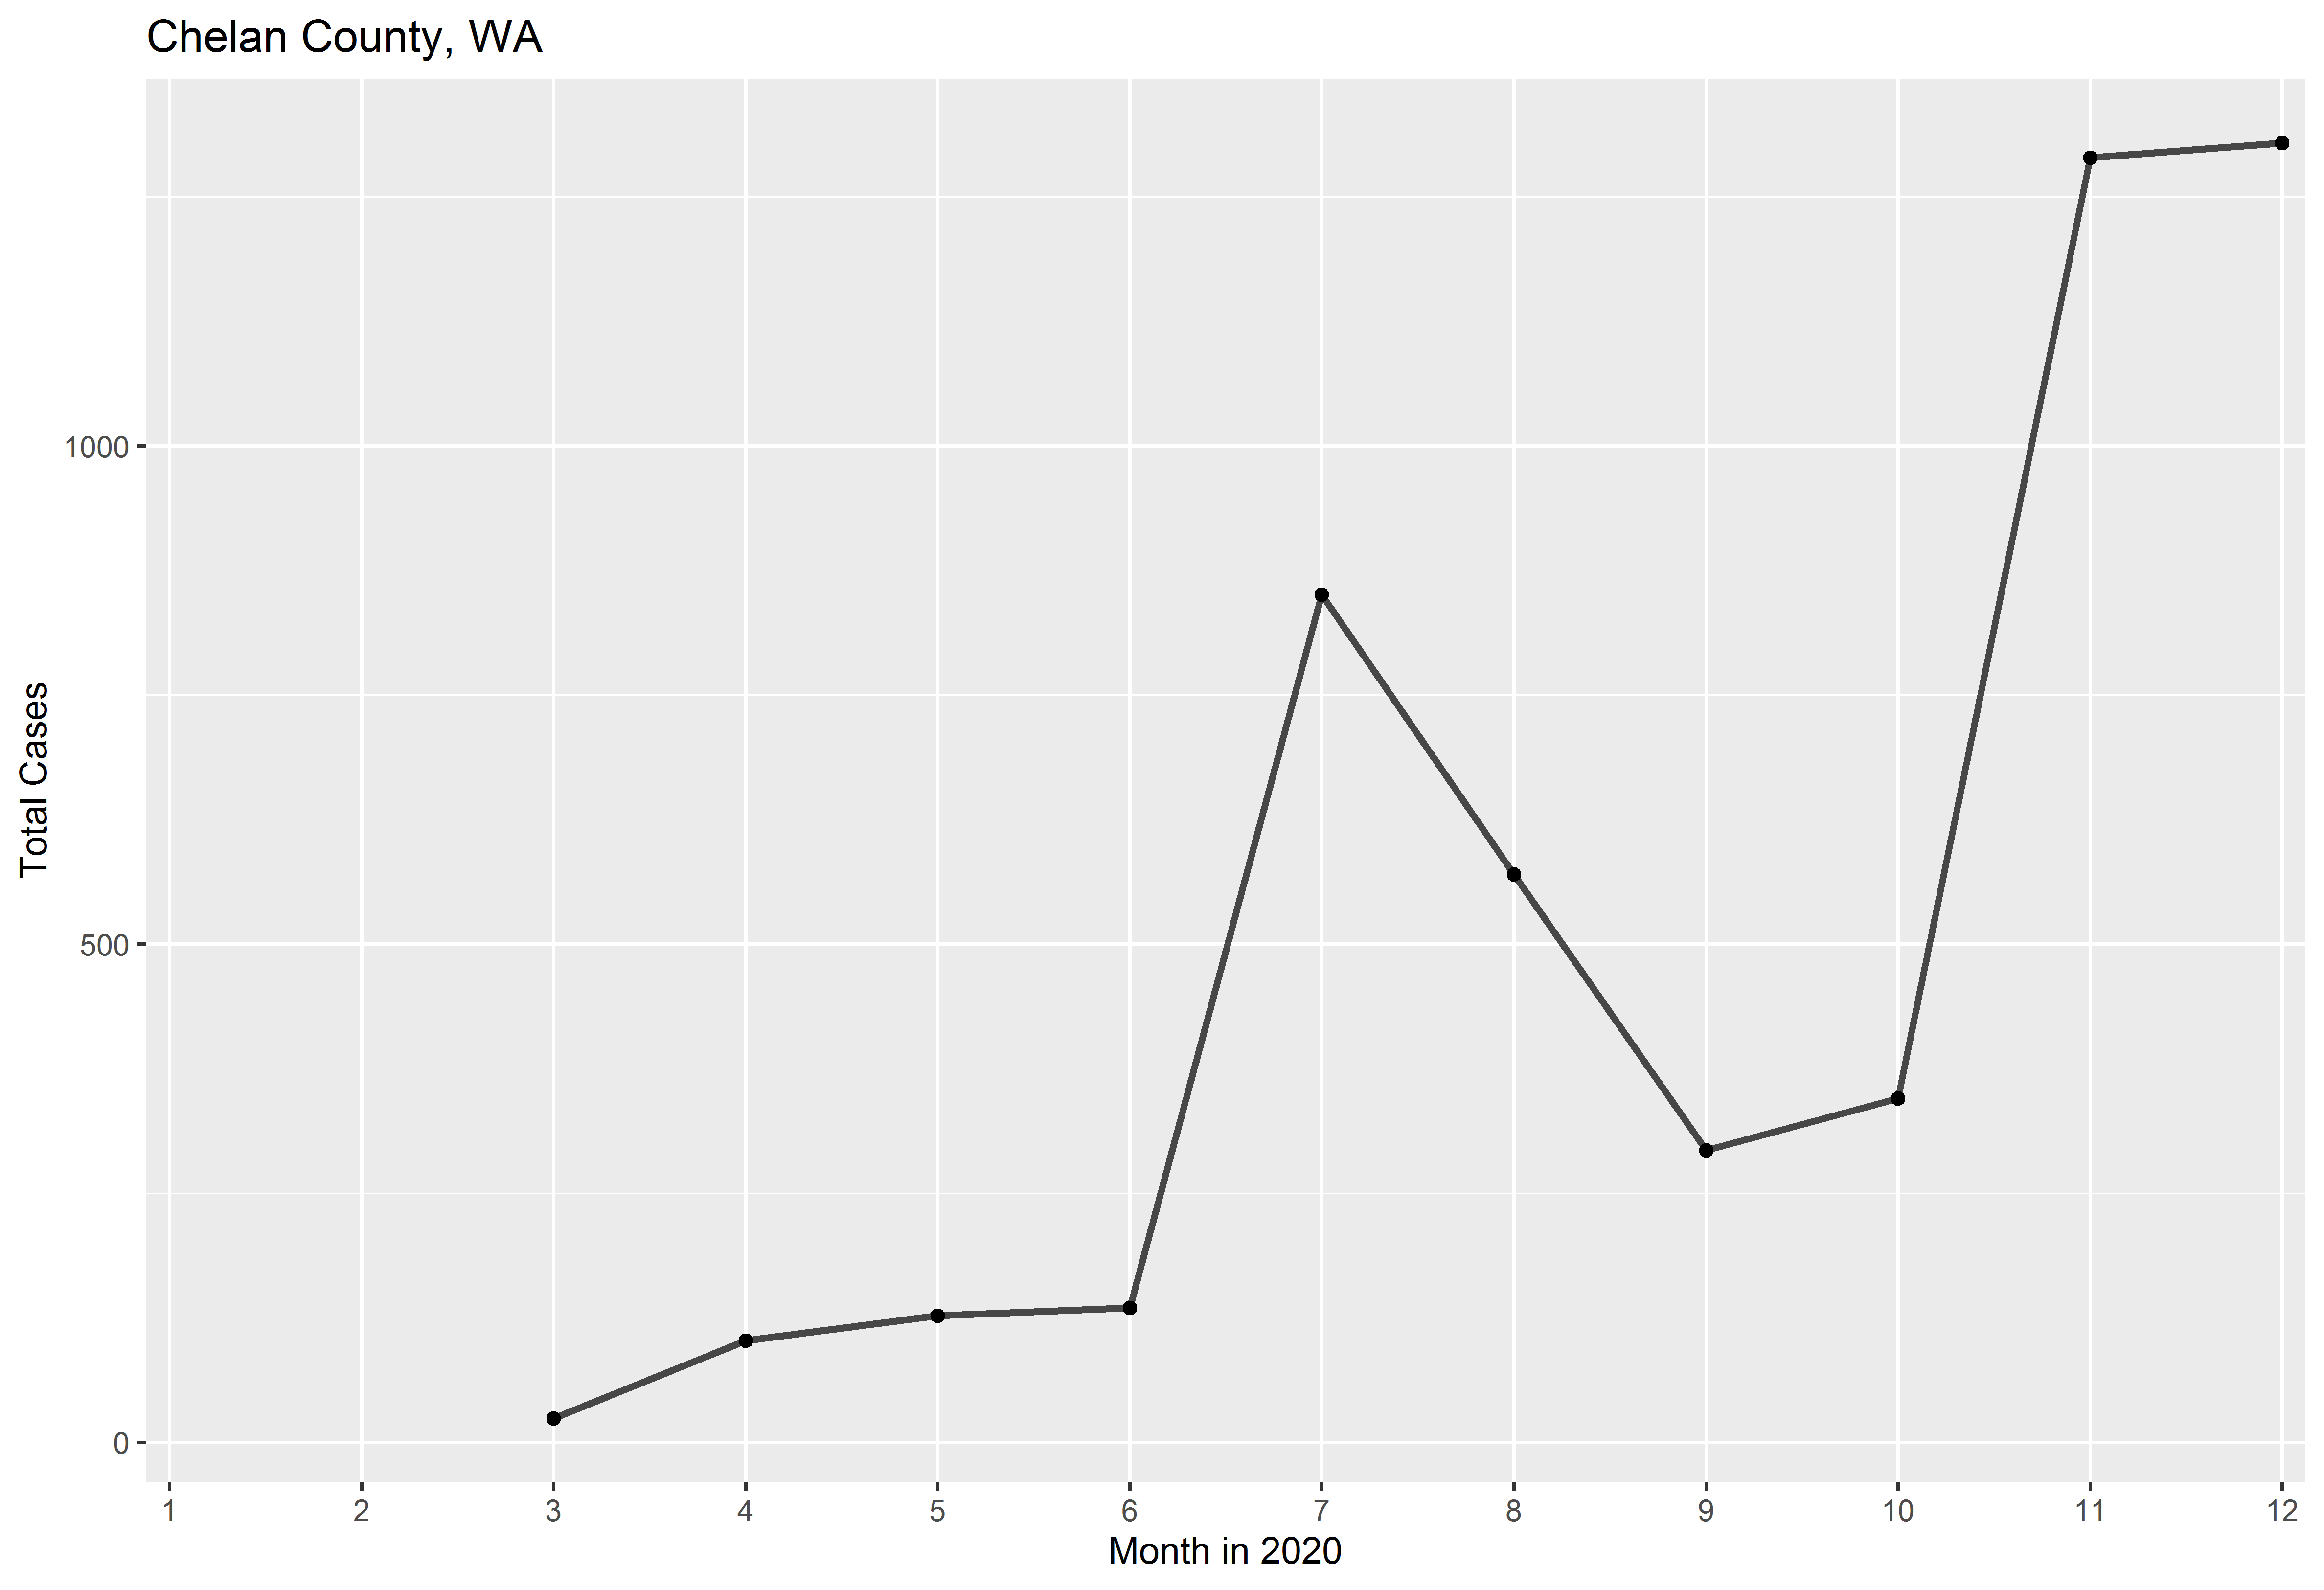 Chelan County, WA
Total Cases
1000
500
0
1 2 3 4 5 6 7 8 9 10 11 12
Month in 2020